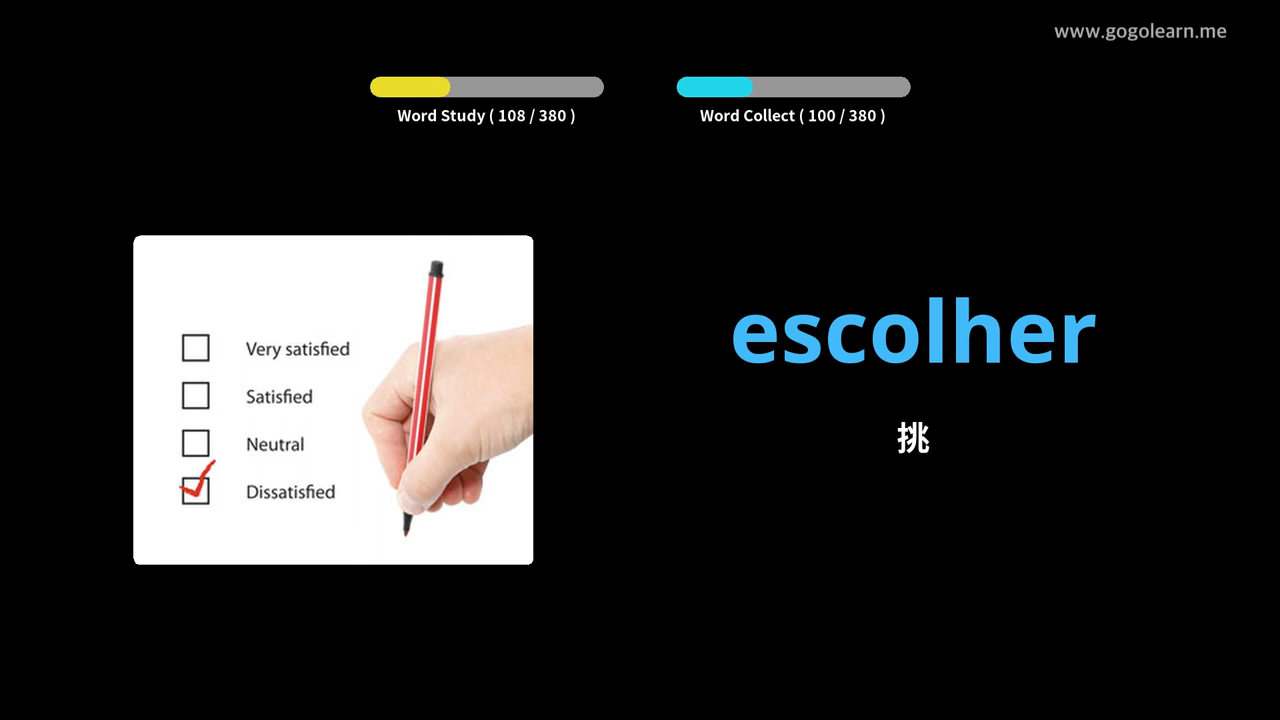 www.gogolearn.me
Word Study ( 108 / 380 )
Word Collect ( 100 / 380 )
Very satisfied
Satisfied
Neutral
Dissatisfied
escolher
挑